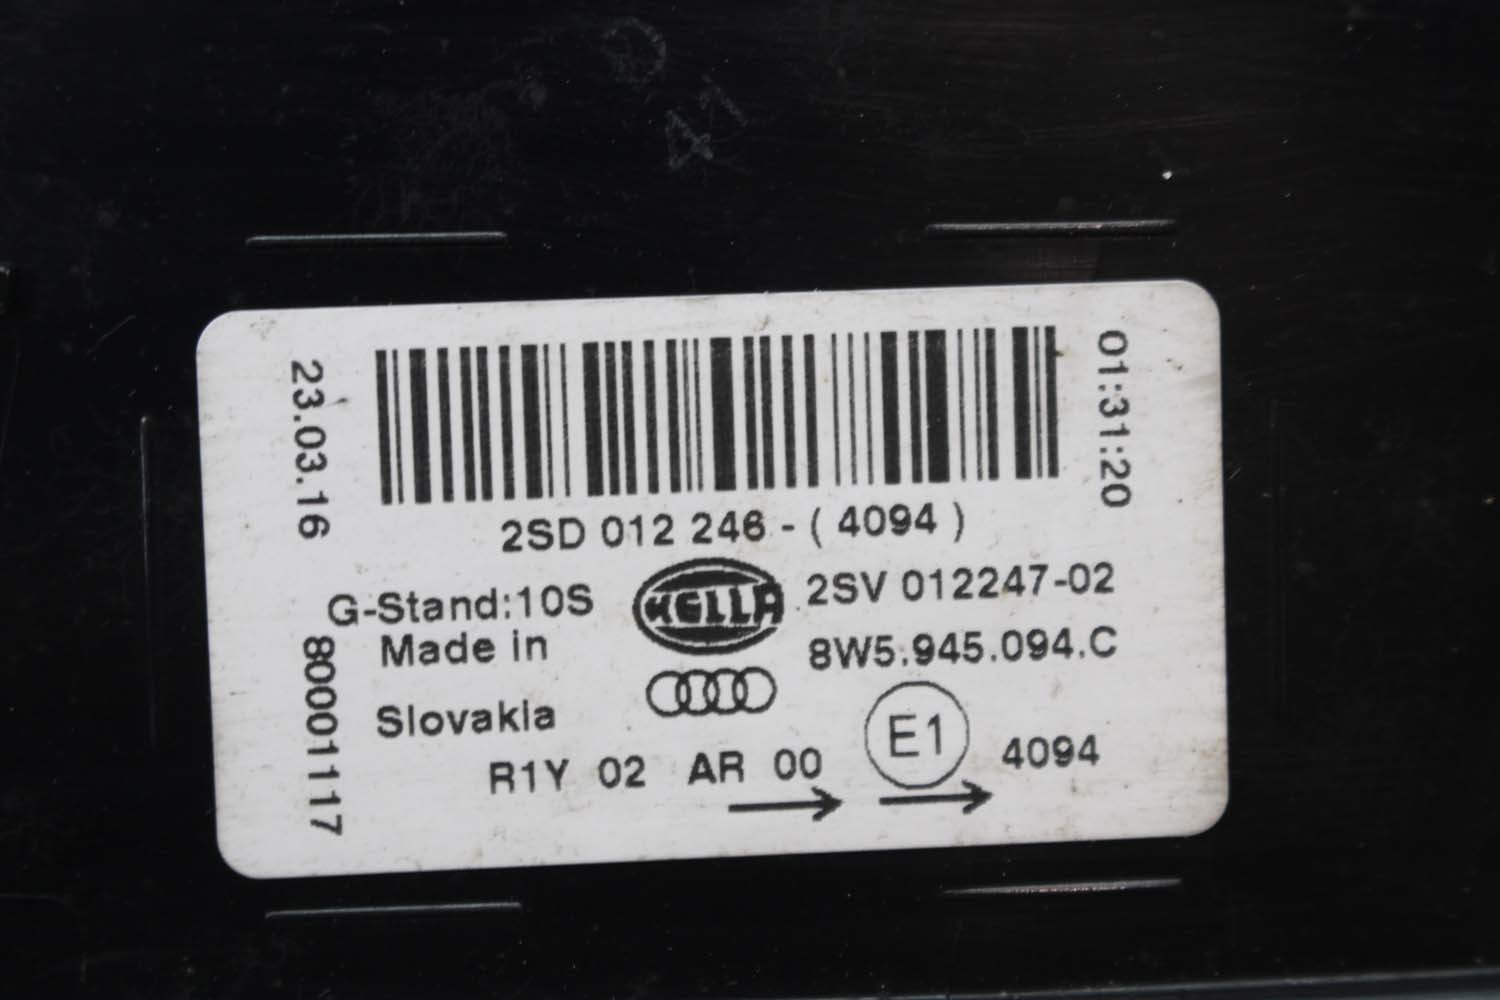 23.03.16
01:31:20
2SD 012 246 - ( 4094 )
G-Stand:10S
HELLA
2SV 012247-02
Made in
8W5.945.094.C
80001117
Slovakia
R1Y 02 AR 00
E1
4094